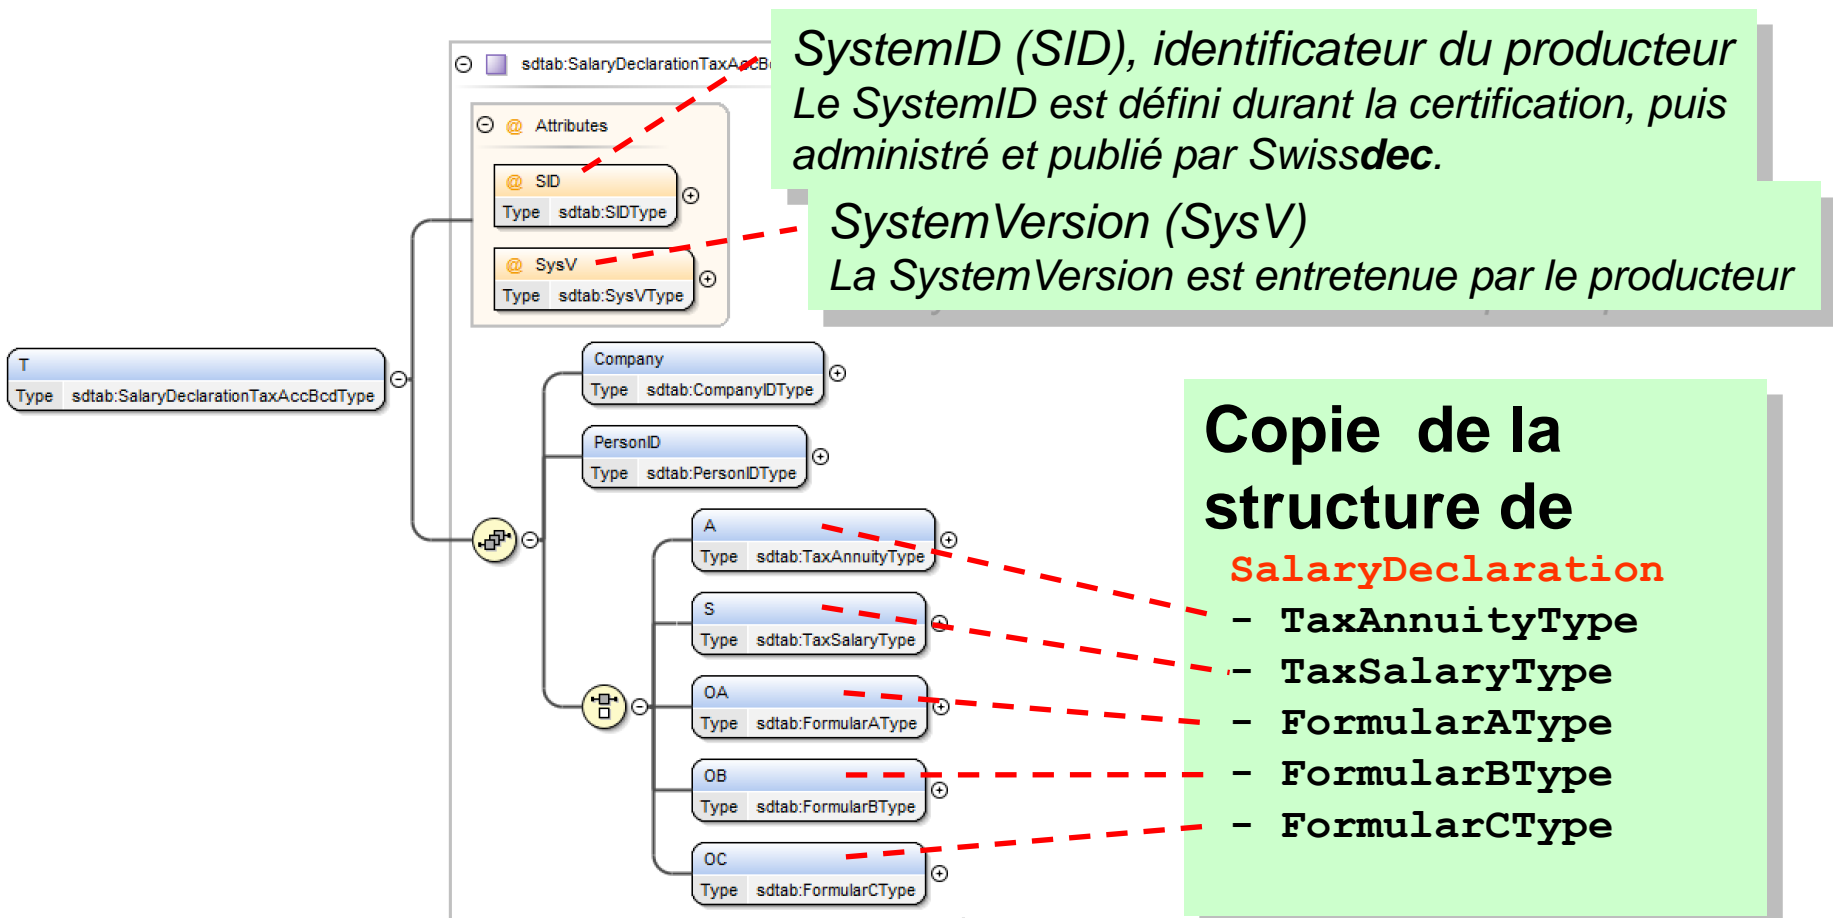 sdtab:SalaryDeclarationTaxAccB
@ Attributes
@ SID
Type sdtab:SIDType
@ SysV
Type sdtab:SysVType
SystemID (SID), identificateur du producteur
Le SystemID est défini durant la certification, puis
administré et publié par Swissdec.
SystemVersion (SysV)
La SystemVersion est entretenue par le producteur
T
Type sdtab:SalaryDeclarationTaxAccBcdType
Company
Type sdtab:CompanyIDType
PersonID
Type sdtab:PersonIDType
A
Type sdtab:TaxAnnuityType
S
Type sdtab:TaxSalaryType
OA
Type sdtab:FormularAType
OB
Type sdtab:FormularBType
OC
Type sdtab:FormularCType
Copie de la
structure de
SalaryDeclaration
- TaxAnnuityType
- TaxSalaryType
- FormularAType
- FormularBType
- FormularCType